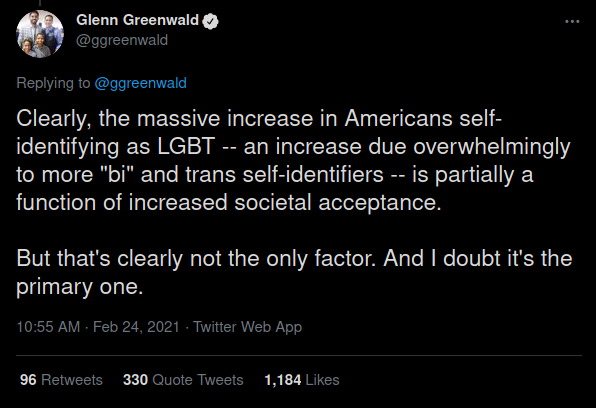 Glenn Greenwald
@ggreenwald
Replying to @ggreenwald
Clearly, the massive increase in Americans self-
identifying as LGBT -- an increase due overwhelmingly
to more "bi" and trans self-identifiers -- is partially a
function of increased societal acceptance.
But that's clearly not the only factor. And I doubt it's the
primary one.
10:55 AM · Feb 24, 2021 · Twitter Web App
96 Retweets 330 Quote Tweets 1,184 Likes